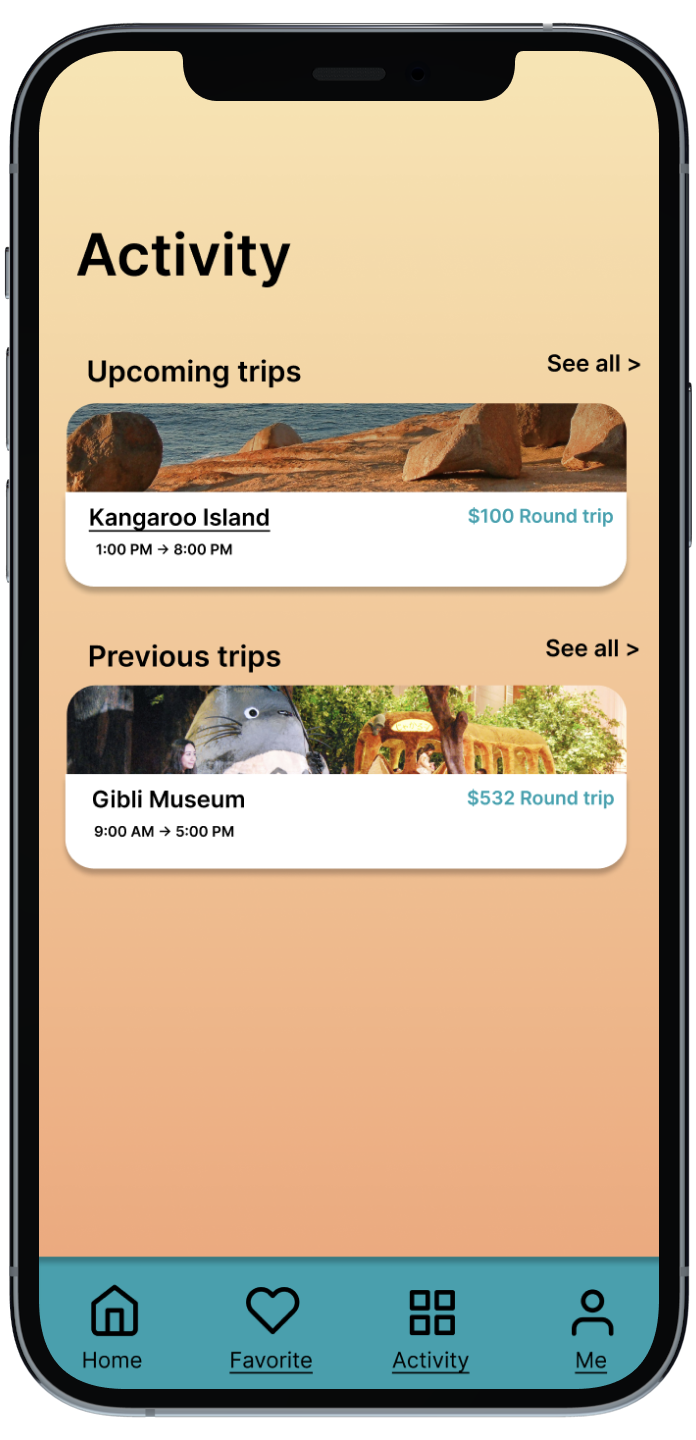 Activity
Upcoming trips
See all >
Kangaroo Island
$100 Round trip
1:00 PM → 8:00 PM
Previous trips
See all >
Gibli Museum
$532 Round trip
9:00 AM → 5:00 PM
Home
Favorite
Activity
Me